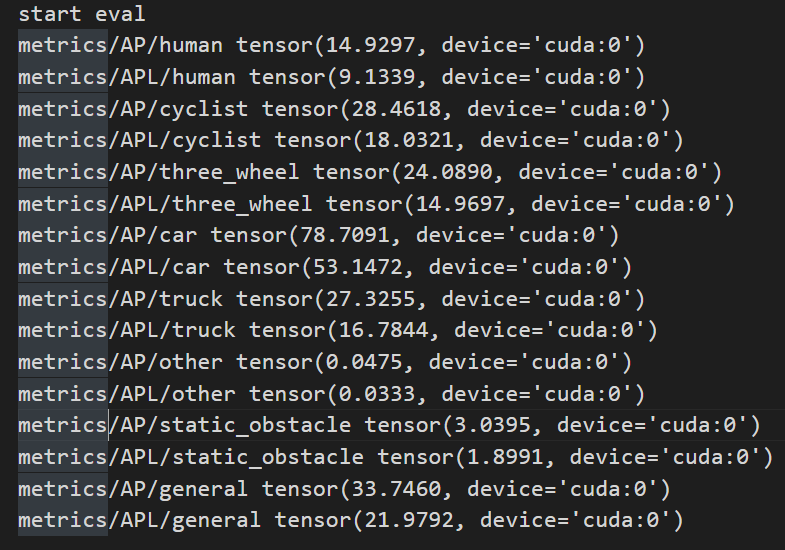 start eval
metrics/AP/human tensor(14.9297, device='cuda:0')
metrics/APL/human tensor(9.1339, device='cuda:0')
metrics/AP/cyclist tensor(28.4618, device='cuda:0')
metrics/APL/cyclist tensor(18.0321, device='cuda:0')
metrics/AP/three_wheel tensor(24.0890, device='cuda:0')
metrics/APL/three_wheel tensor(14.9697, device='cuda:0')
metrics/AP/car tensor(78.7091, device='cuda:0')
metrics/APL/car tensor(53.1472, device='cuda:0')
metrics/AP/truck tensor(27.3255, device='cuda:0')
metrics/APL/truck tensor(16.7844, device='cuda:0')
metrics/AP/other tensor(0.0475, device='cuda:0')
metrics/APL/other tensor(0.0333, device='cuda:0')
metrics/AP/static_obstacle tensor(3.0395, device='cuda:0')
metrics/APL/static_obstacle tensor(1.8991, device='cuda:0')
metrics/AP/general tensor(33.7460, device='cuda:0')
metrics/APL/general tensor(21.9792, device='cuda:0')